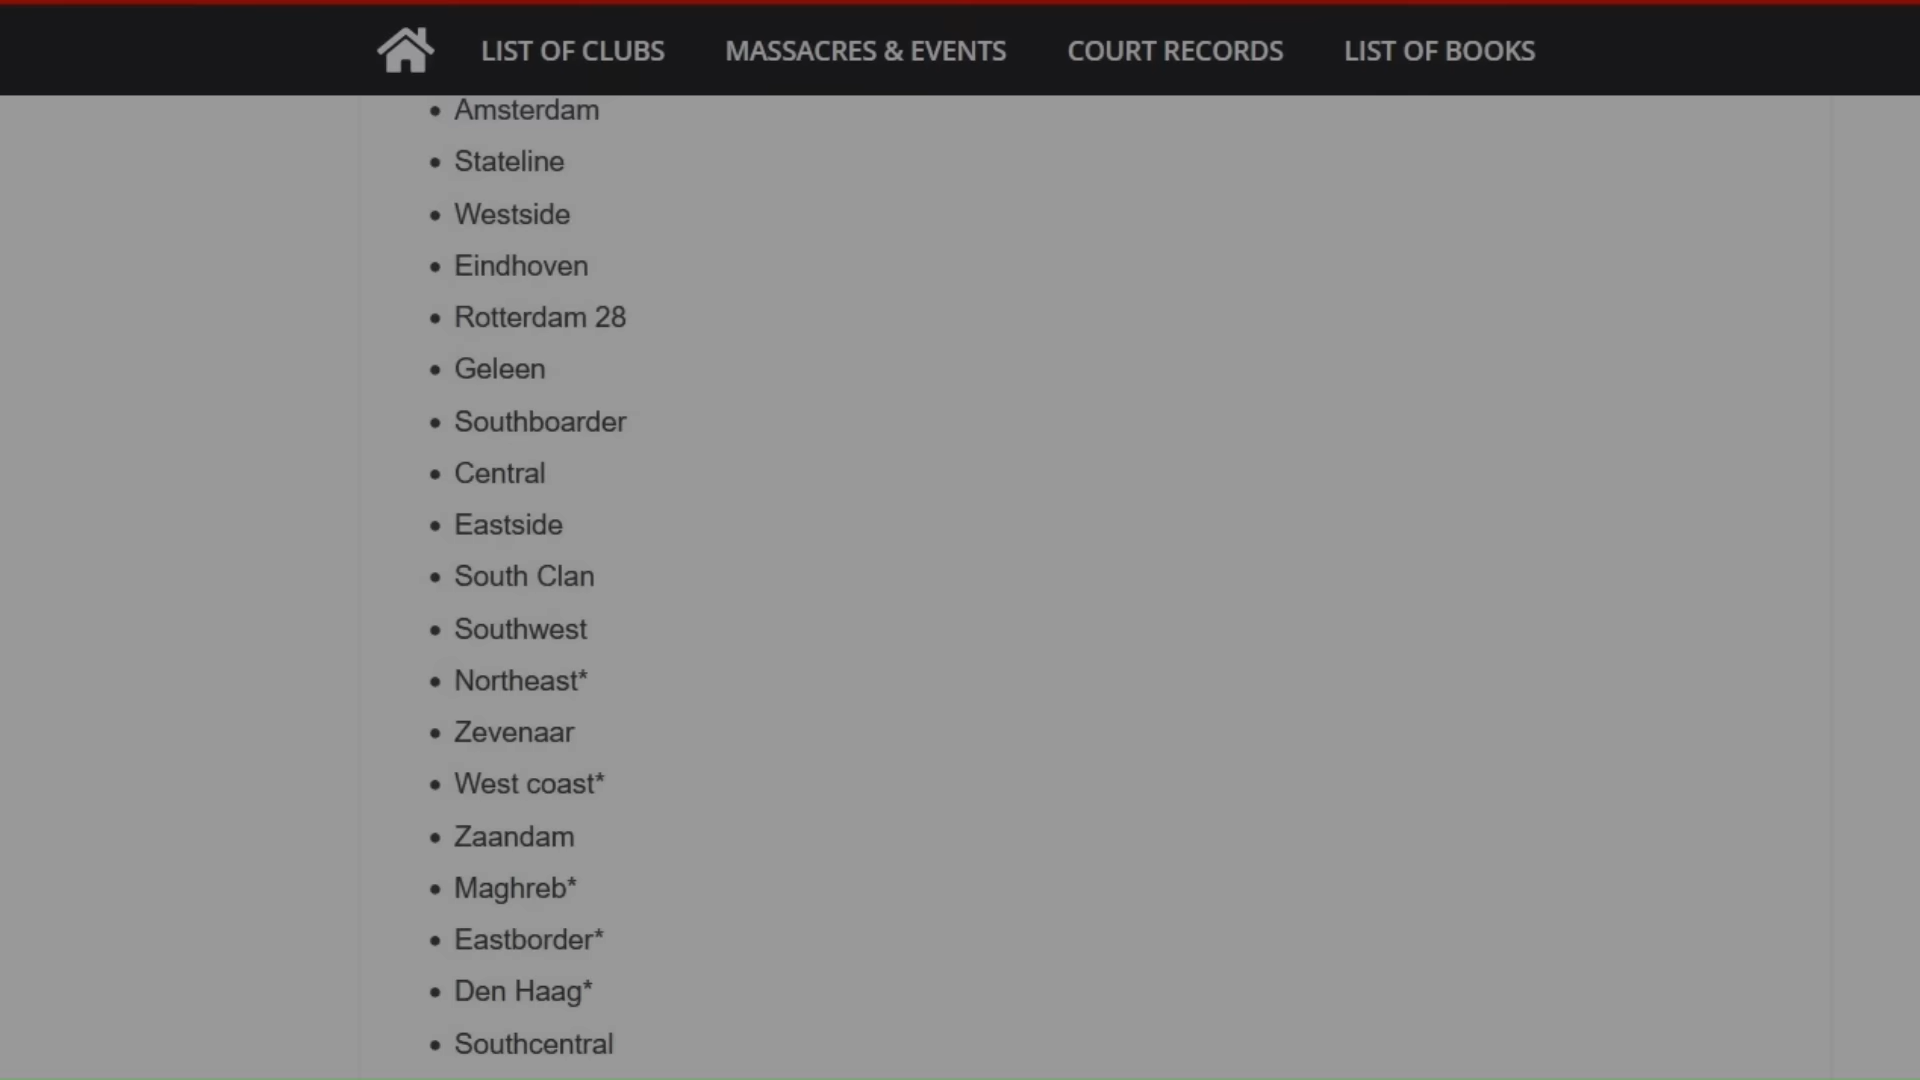 LIST OF CLUBS MASSACRES & EVENTS COURT RECORDS LIST OF BOOKS
Amsterdam
Stateline
Westside
Eindhoven
Rotterdam 28
Geleen
Southboarder
Central
Eastside
South Clan
Southwest
Northeast*
Zevenaar
West coast*
Zaandam
Maghreb*
Eastborder*
Den Haag*
Southcentral